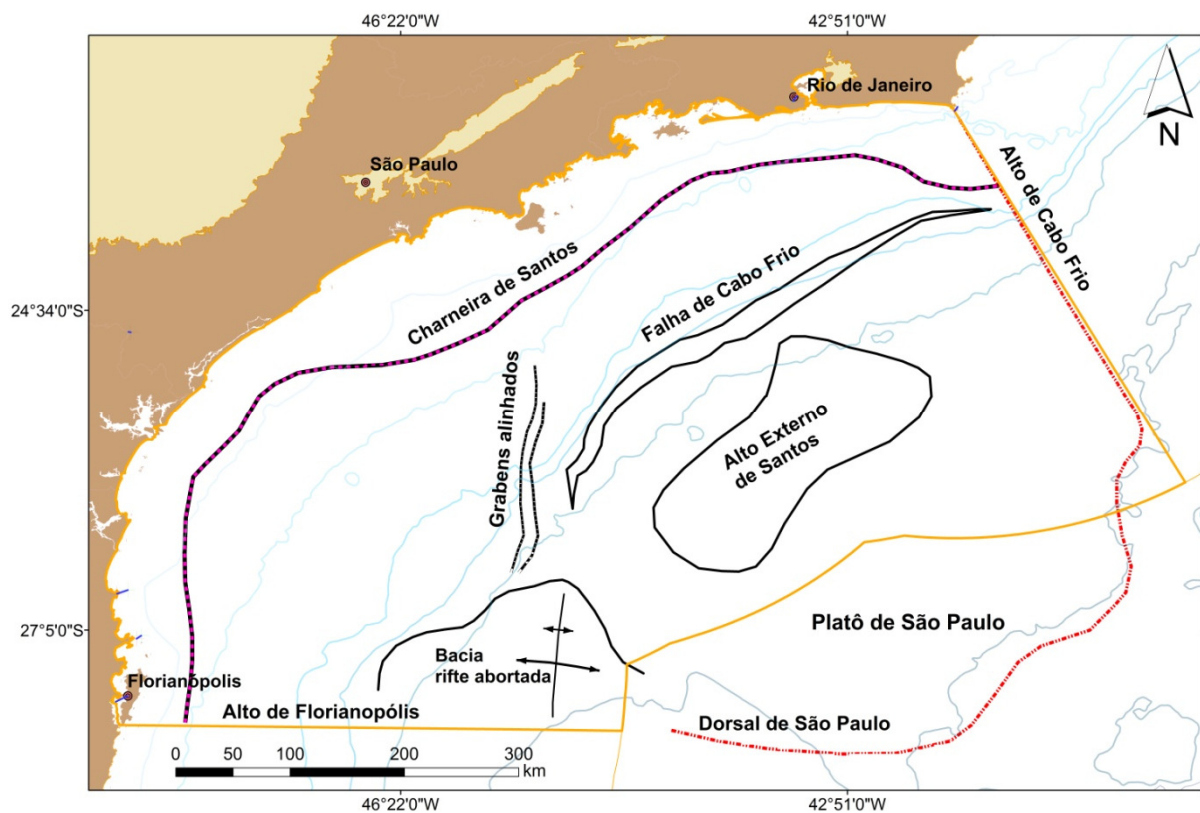 46°22'0"W
42°51'0"W
Rio de Janeiro
N
São Paulo
Alto de Cabo Frio
Charneira de Santos
Falha de Cabo Frio
24°34'0"S
Grabens alinhados
Alto Externo
de Santos
Platô de São Paulo
27°5'0"S
Bacia
rifte abortada
Florianópolis
Alto de Florianopólis
Dorsal de São Paulo
0 50 100 200 300
km
46°22'0"W
42°51'0"W